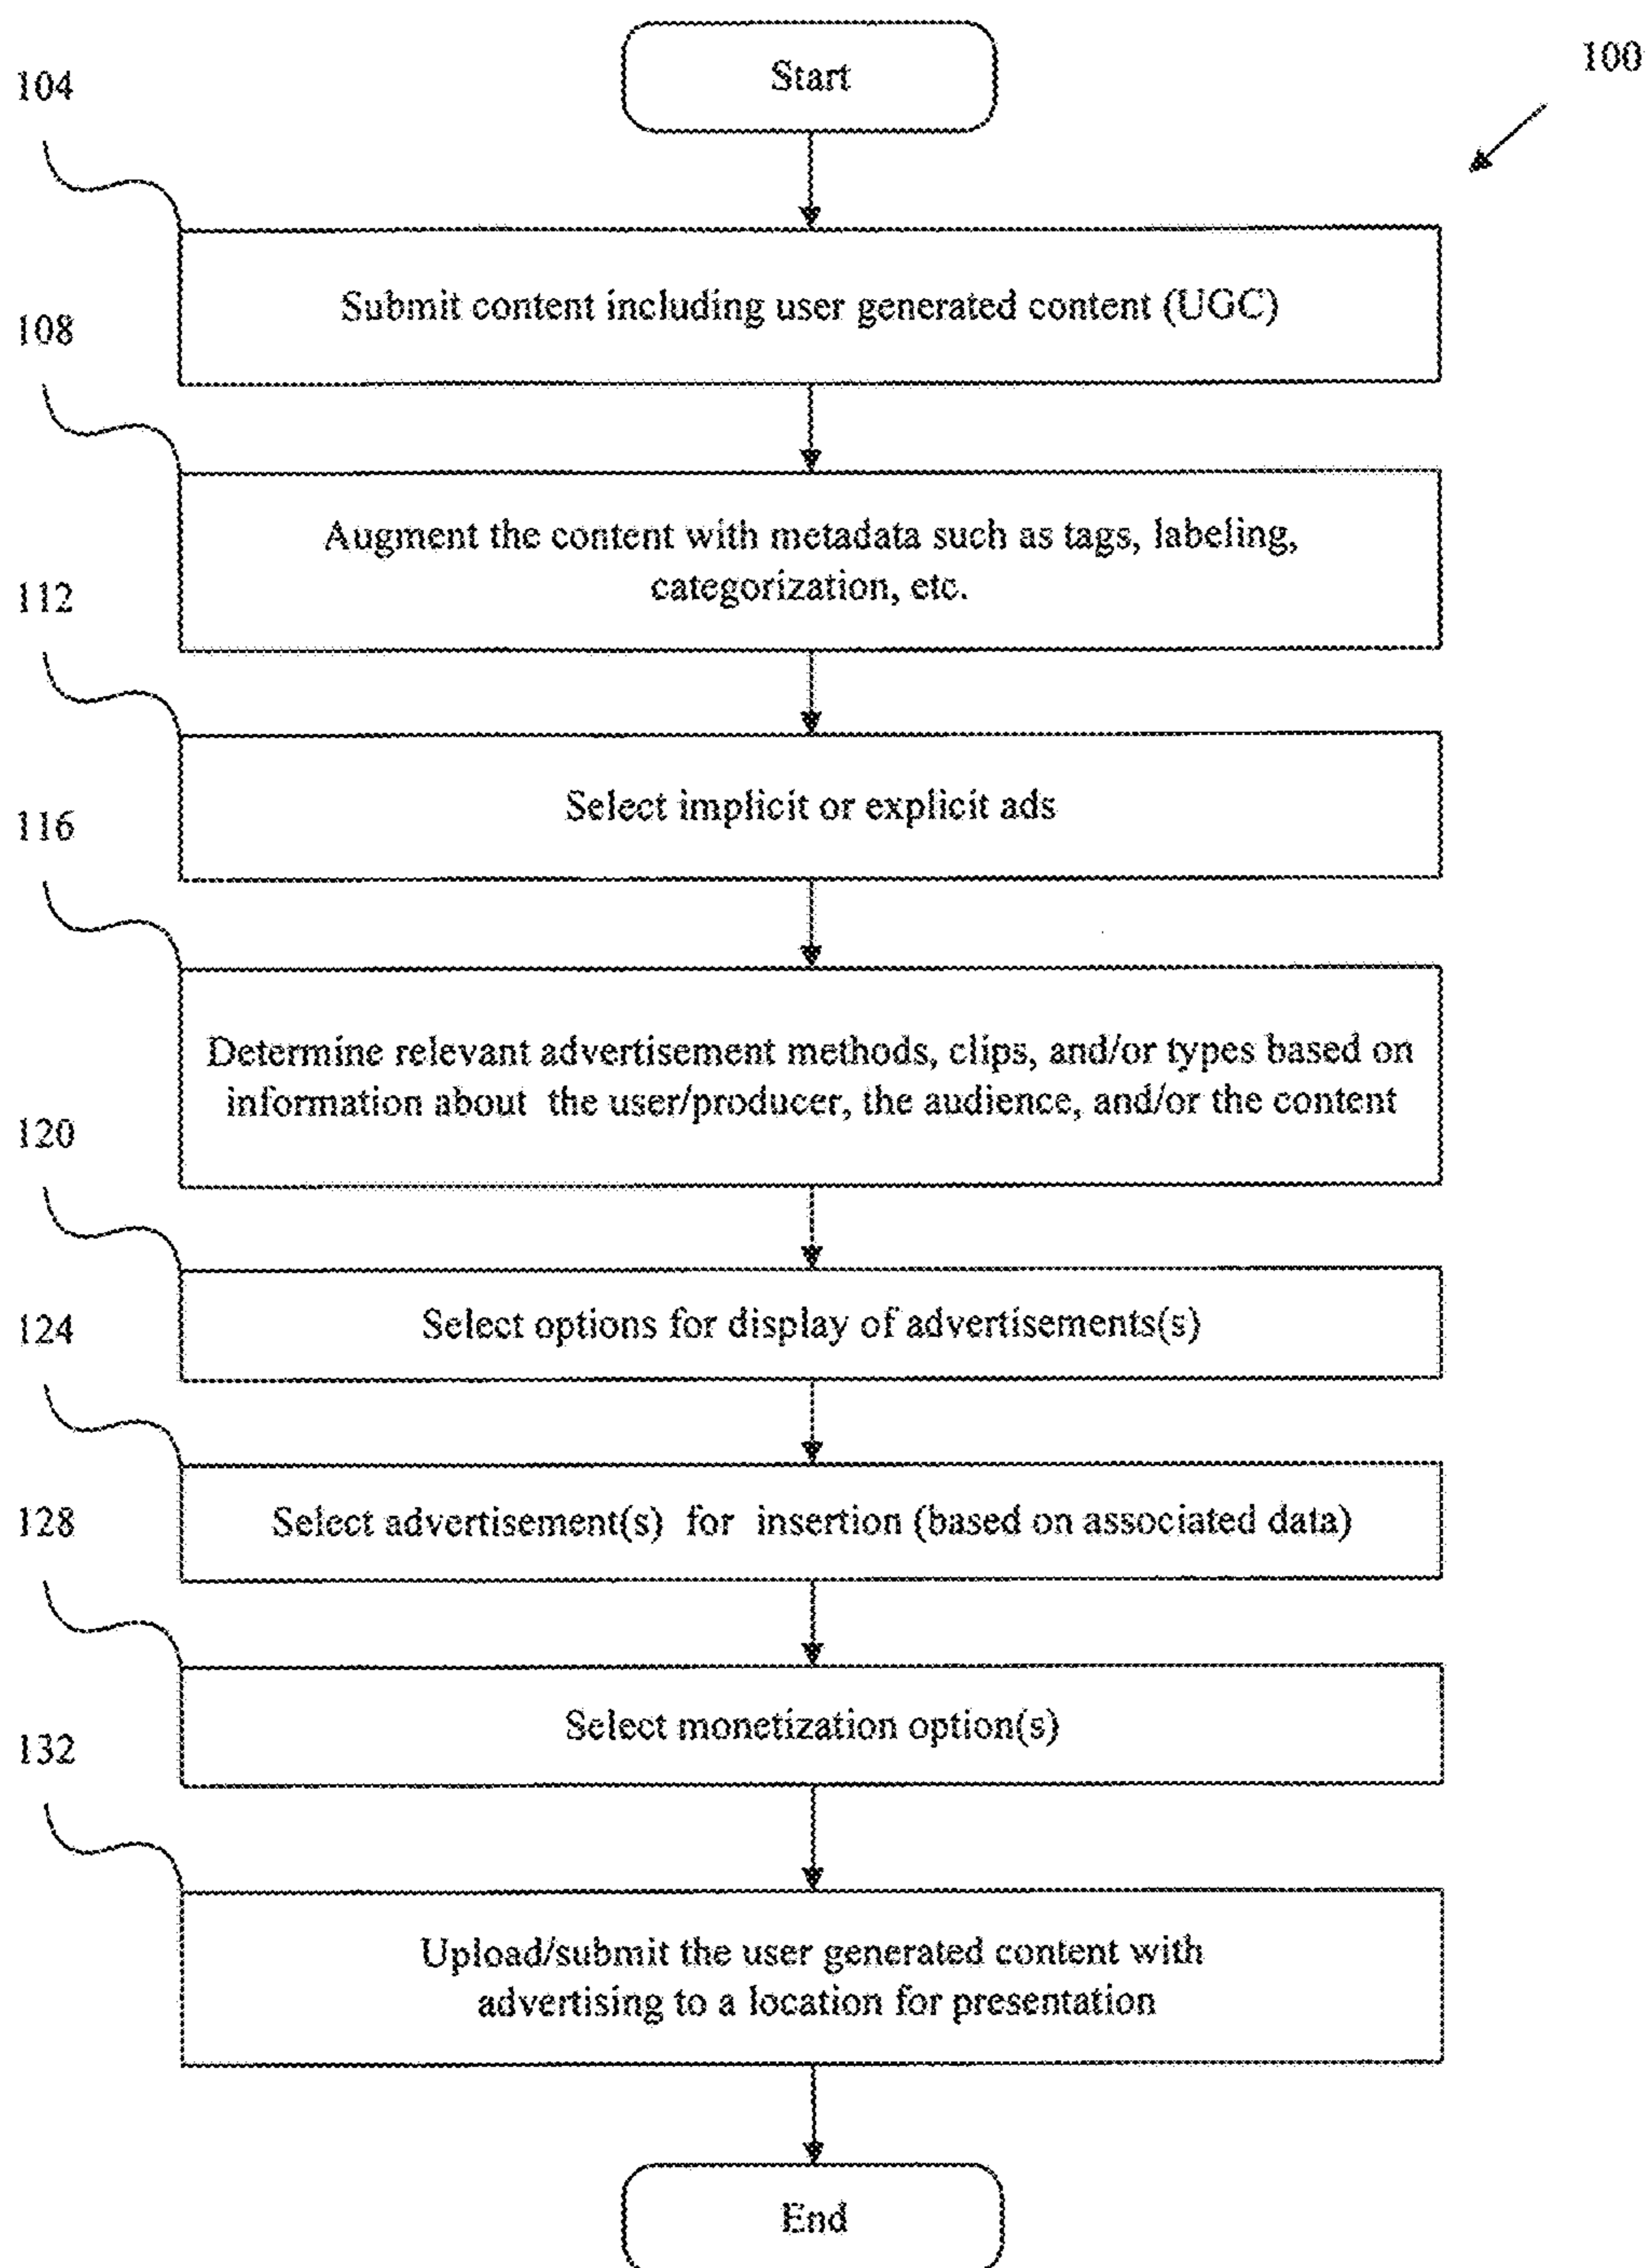 100
Start
104
Submit content including user generated content (UGC)
108
Augment the content with metadata such as tags, labeling,
categorization, etc.
112
Select implicit or explicit ads
116
Determine relevant advertisement methods, clips, and/or types based on
information about the user/producer, the audience, and/or the content
120
Select options for display of advertisements(s)
124
Select advertisement(s) for insertion (based on associated data)
128
Select monetization option(s)
132
Upload/submit the user generated content with
advertising to a location for presentation
End